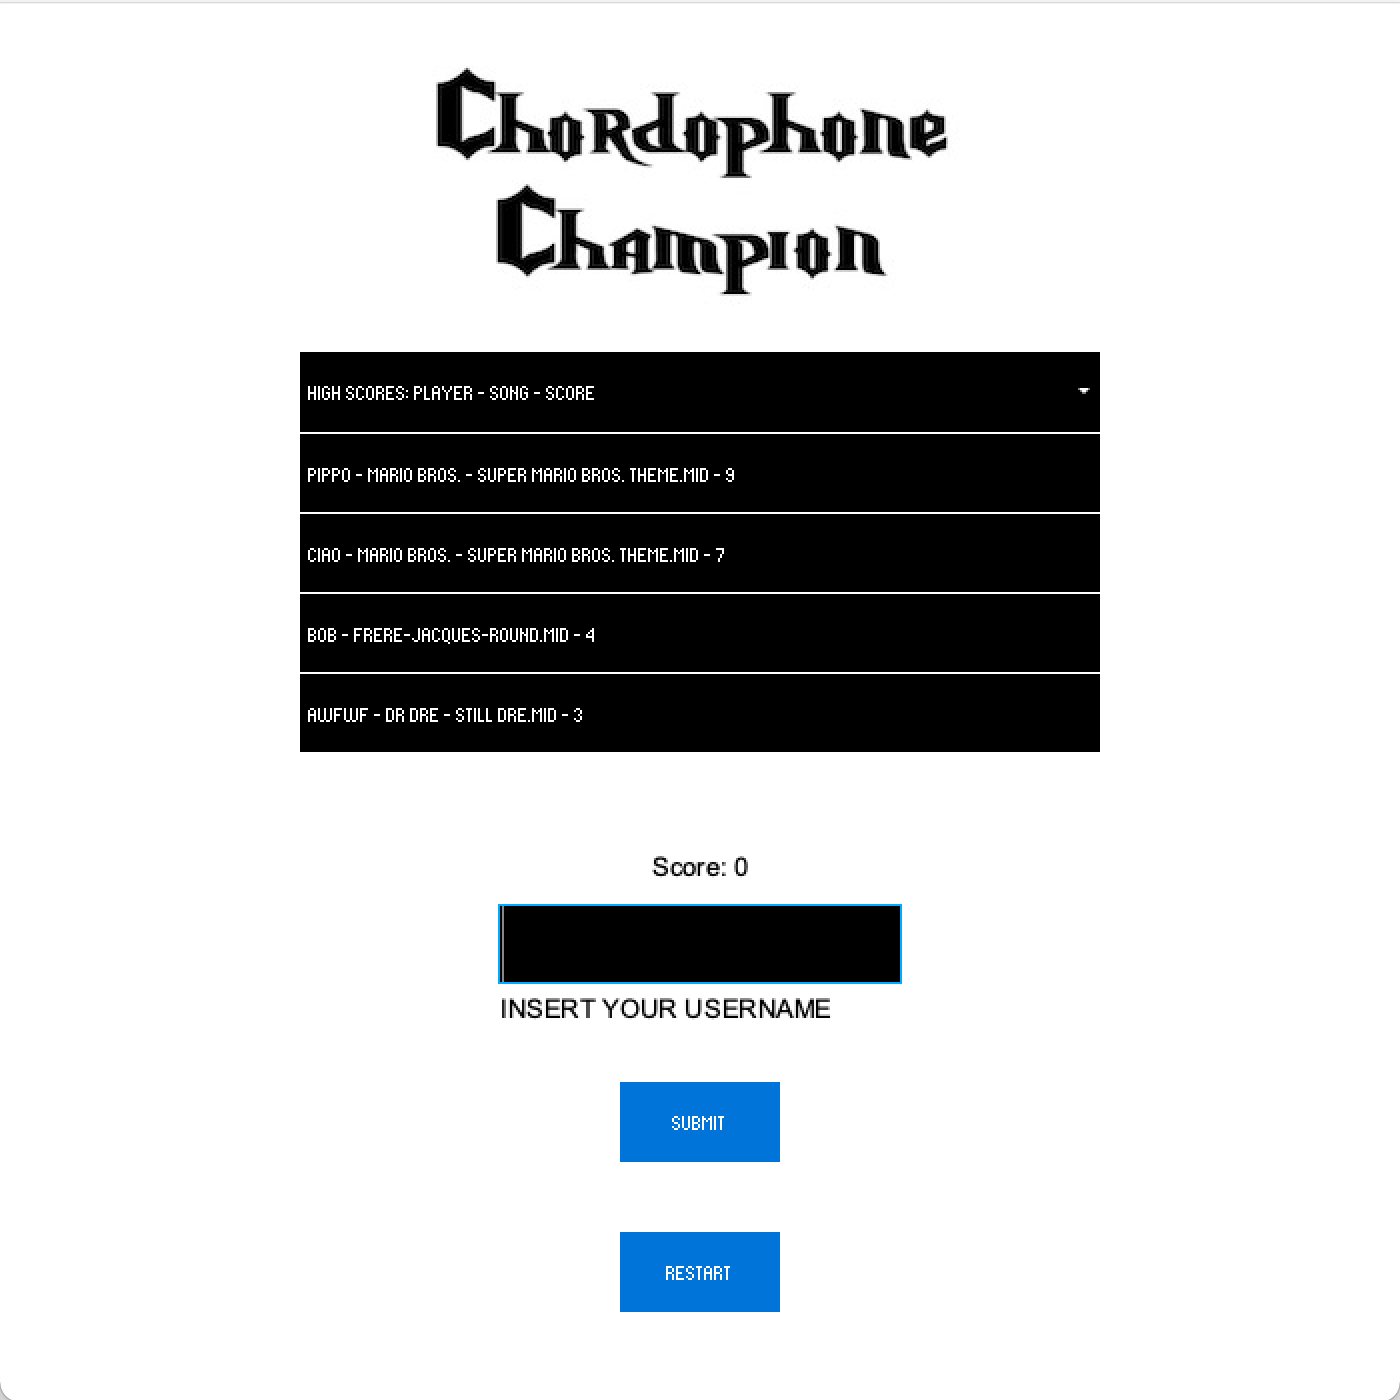 Chordophone
Champion
HIGH SCORES: PLAYER - SONG - SCORE
PIPPO - MARIO BROS. - SUPER MARIO BROS. THEME.MID - 9
CIAO - MARIO BROS. - SUPER MARIO BROS. THEME.MID - 7
BOB - FRERE-JACQUES-ROUND.MID - 4
AWFWF - DR DRE - STILL DRE.MID - 3
Score: 0
INSERT YOUR USERNAME
SUBMIT
RESTART